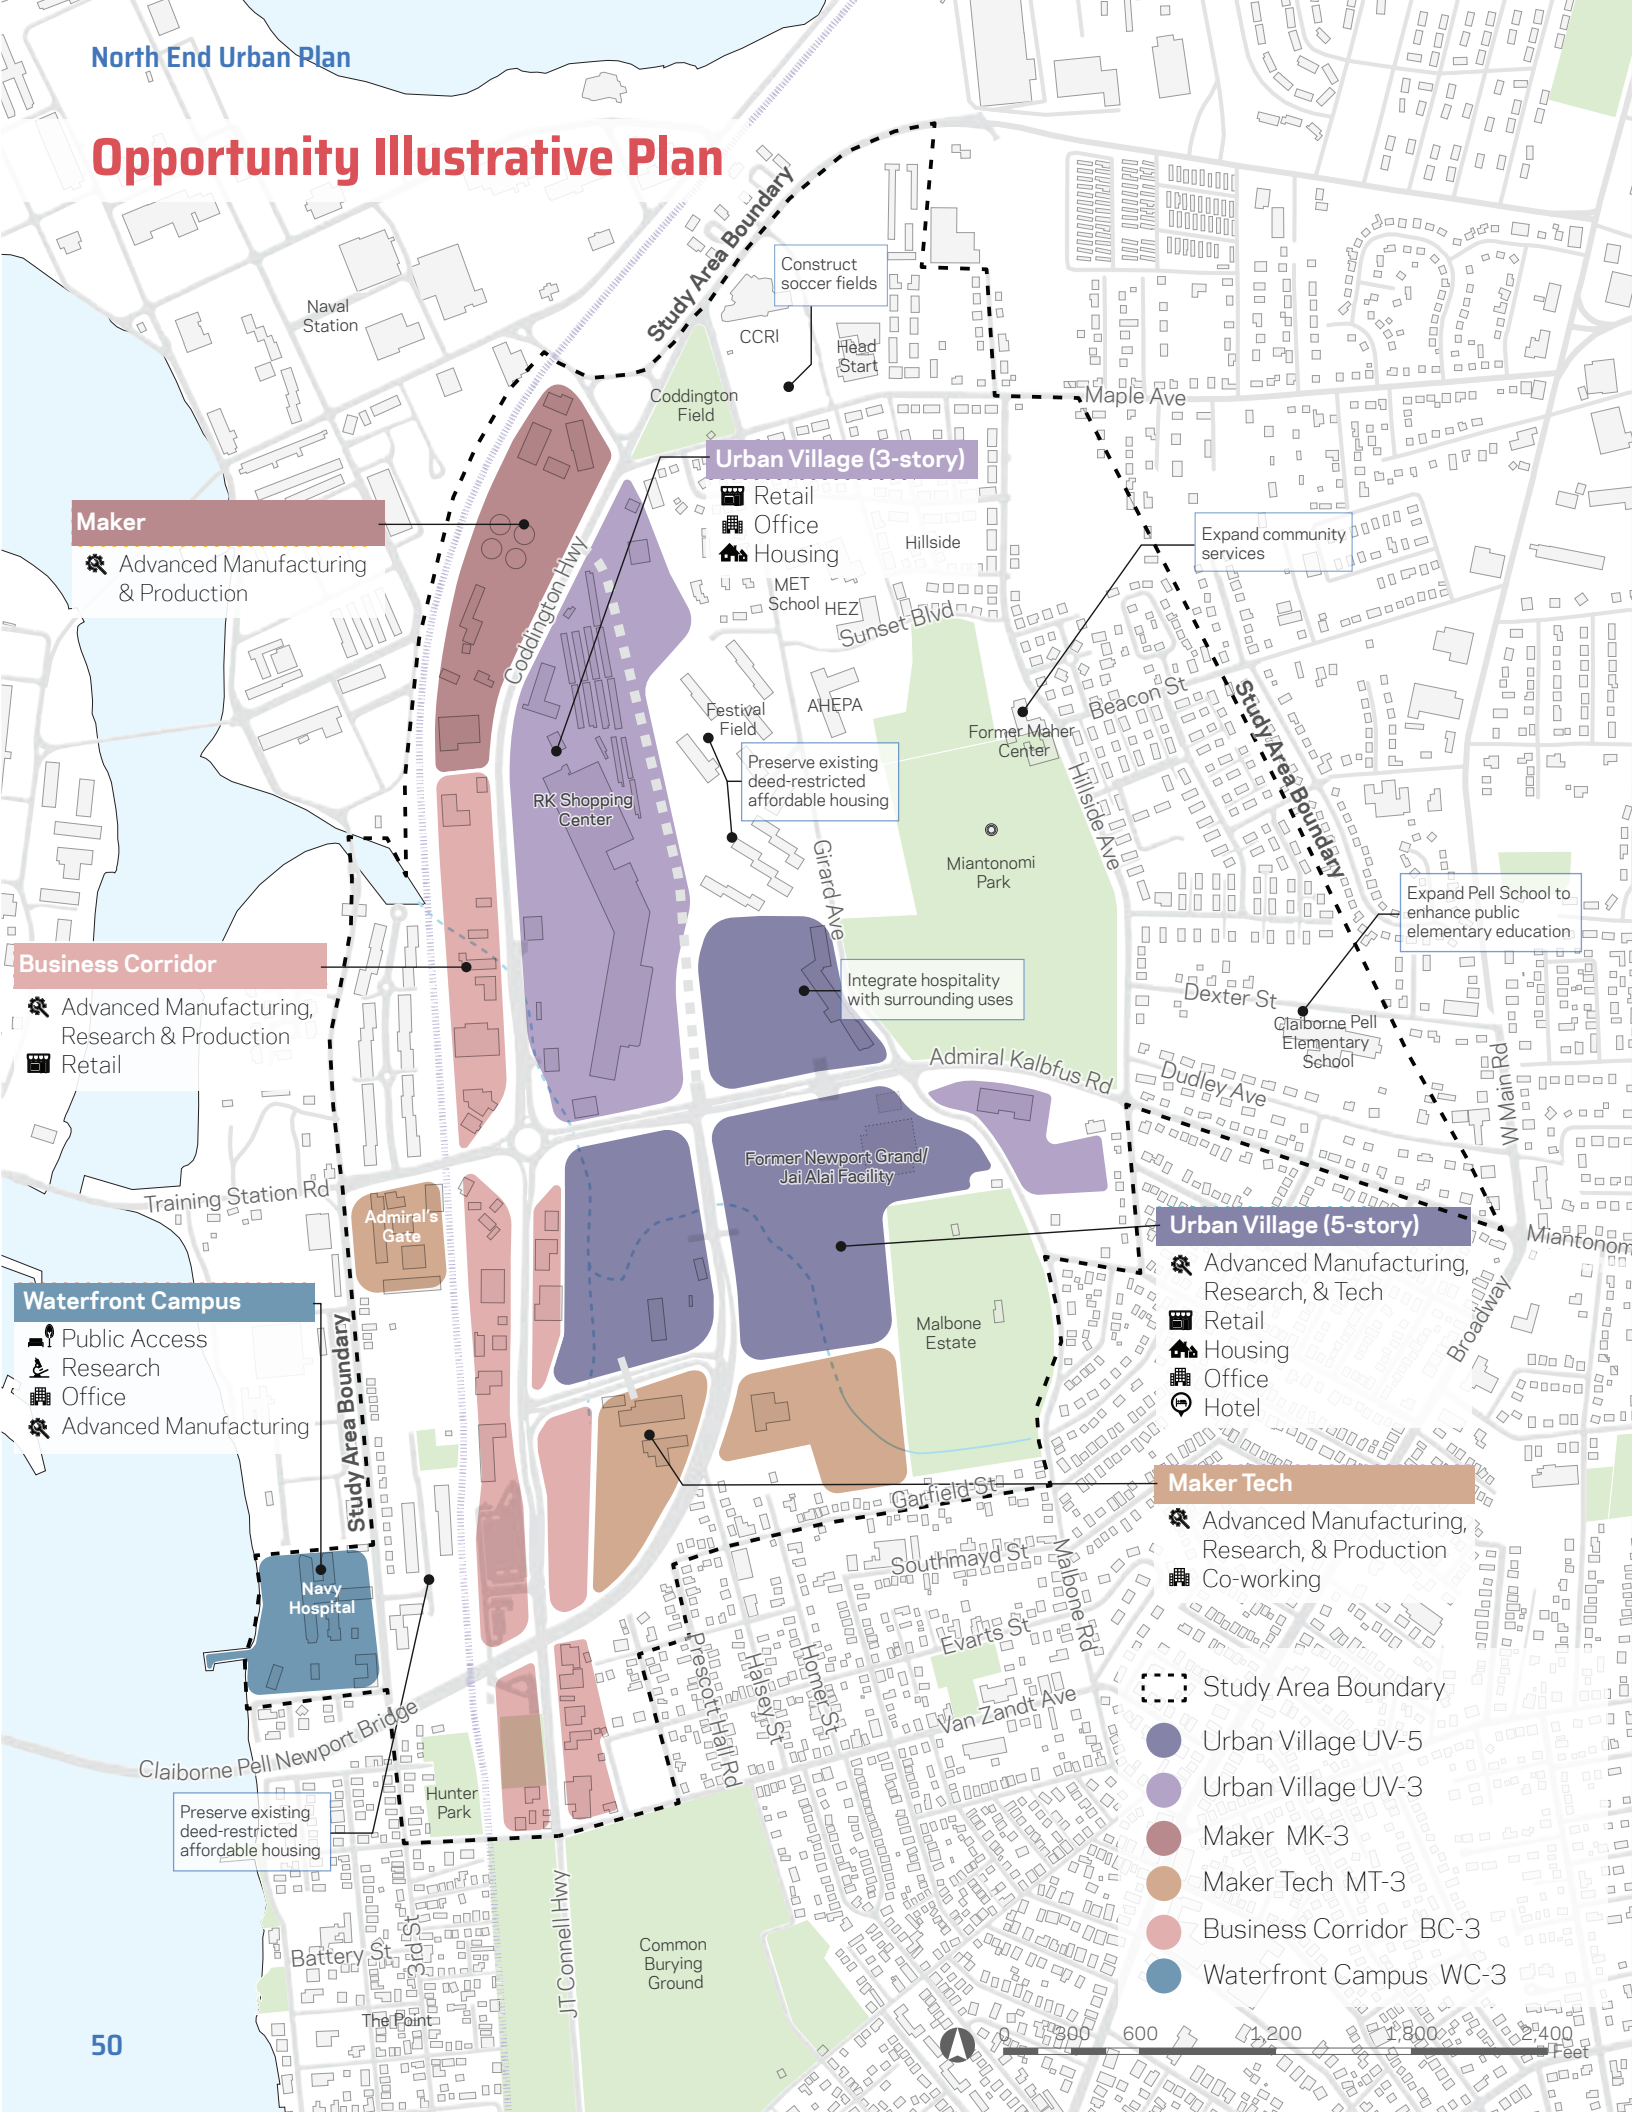 North End Urban Plan
Opportunity Illustrative Plan
Study Area Boundary
Construct
soccer fields
Naval
Station
CCRI
Head
Start
Coddington
Field
Maple Ave
Urban Village (3-story)
Retail
Office
Housing
Maker
Advanced Manufacturing
& Production
Hillside
Expand community
services
MET
School
HEZ
Sunset Blvd
Coddington Hwy
Beacon St
Study Area Boundary
Festival
Field
AHEPA
Former Maher
Center
Preserve existing
deed-restricted
affordable housing
RK Shopping
Center
Hillside Ave
Girard Ave
Miantonomi
Park
Expand Pell School to
enhance public
elementary education
Business Corridor
Advanced Manufacturing,
Research & Production
Retail
Integrate hospitality
with surrounding uses
Dexter St
Claiborne Pell
Elementary
School
Admiral Kalbfus Rd
Dudley Ave
W Main Rd
Former Newport Grand/
Jai Alai Facility
Training Station Rd
Admiral's
Gate
Urban Village (5-story)
Advanced Manufacturing,
Research, & Tech
Retail
Housing
Office
Hotel
Miantonom
Broadway
Waterfront Campus
Public Access
Research
Office
Advanced Manufacturing
Study Area Boundary
Malbone
Estate
Maker Tech
Advanced Manufacturing,
Research, & Production
Co-working
Garfield St
Southmayd St
Malbone Rd
Navy
Hospital
Evarts St
Prescott Hall Rd
Halsey St
Homer St
Van Zandt Ave
Claiborne Pell Newport Bridge
Hunter
Park
Preserve existing
deed-restricted
affordable housing
Study Area Boundary
Urban Village UV-5
Urban Village UV-3
Maker MK-3
Maker Tech MT-3
Business Corridor BC-3
Waterfront Campus WC-3
JT Connell Hwy
Common
Burying
Ground
Battery St
3rd St
The Point
0 300 600 1,200 1,800 2,400
Feet
50